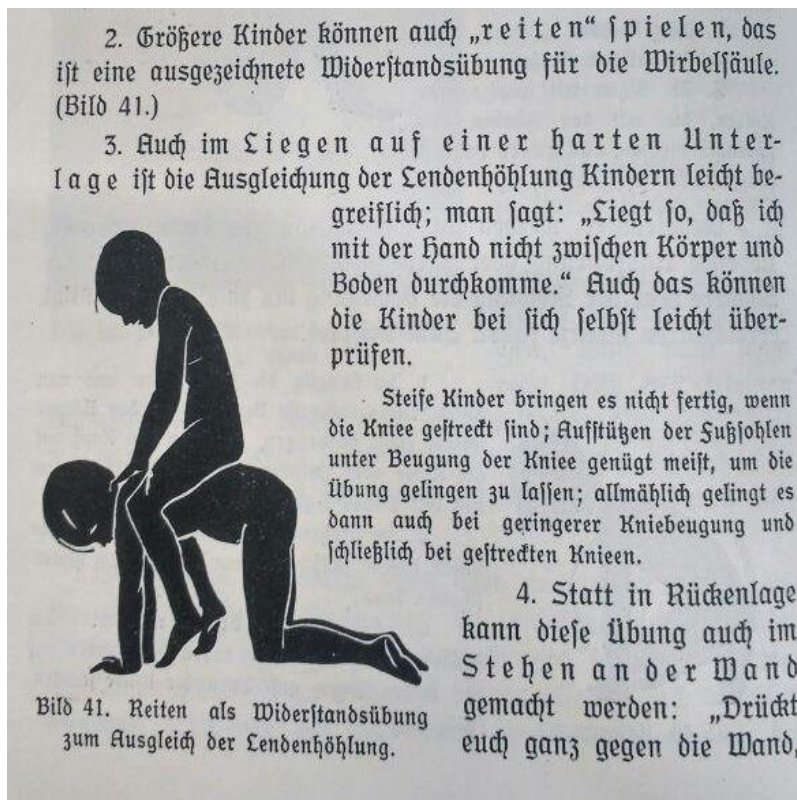 2. Größere Kinder können auch „reiten“ spielen, das
ist eine ausgezeichnete Widerstandsübung für die Wirbelsäule.
(Bild 41.)
3. Auch im Liegen auf einer harten Unter-
lage ist die Ausgleichung der Lendenhöhlung Kindern leicht be-
greiflich; man sagt: „Liegt so, daß ich
mit der Hand nicht zwischen Körper und
Boden durchkomme.“ Auch das können
die Kinder bei sich selbst leicht über-
prüfen.
Steife Kinder bringen es nicht fertig, wenn
die Kniee gestreckt sind; Aufstützen der Fußsohlen
unter Beugung der Kniee genügt meist, um die
Übung gelingen zu lassen; allmählich gelingt es
dann auch bei geringerer Kniebeugung und
schließlich bei gestreckten Knieen.
4. Statt in Rückenlage
kann diese Übung auch im
Stehen an der Wand
gemacht werden: „Drückt
euch ganz gegen die Wand,
Bild 41. Reiten als Widerstandsübung
zum Ausgleich der Lendenhöhlung.